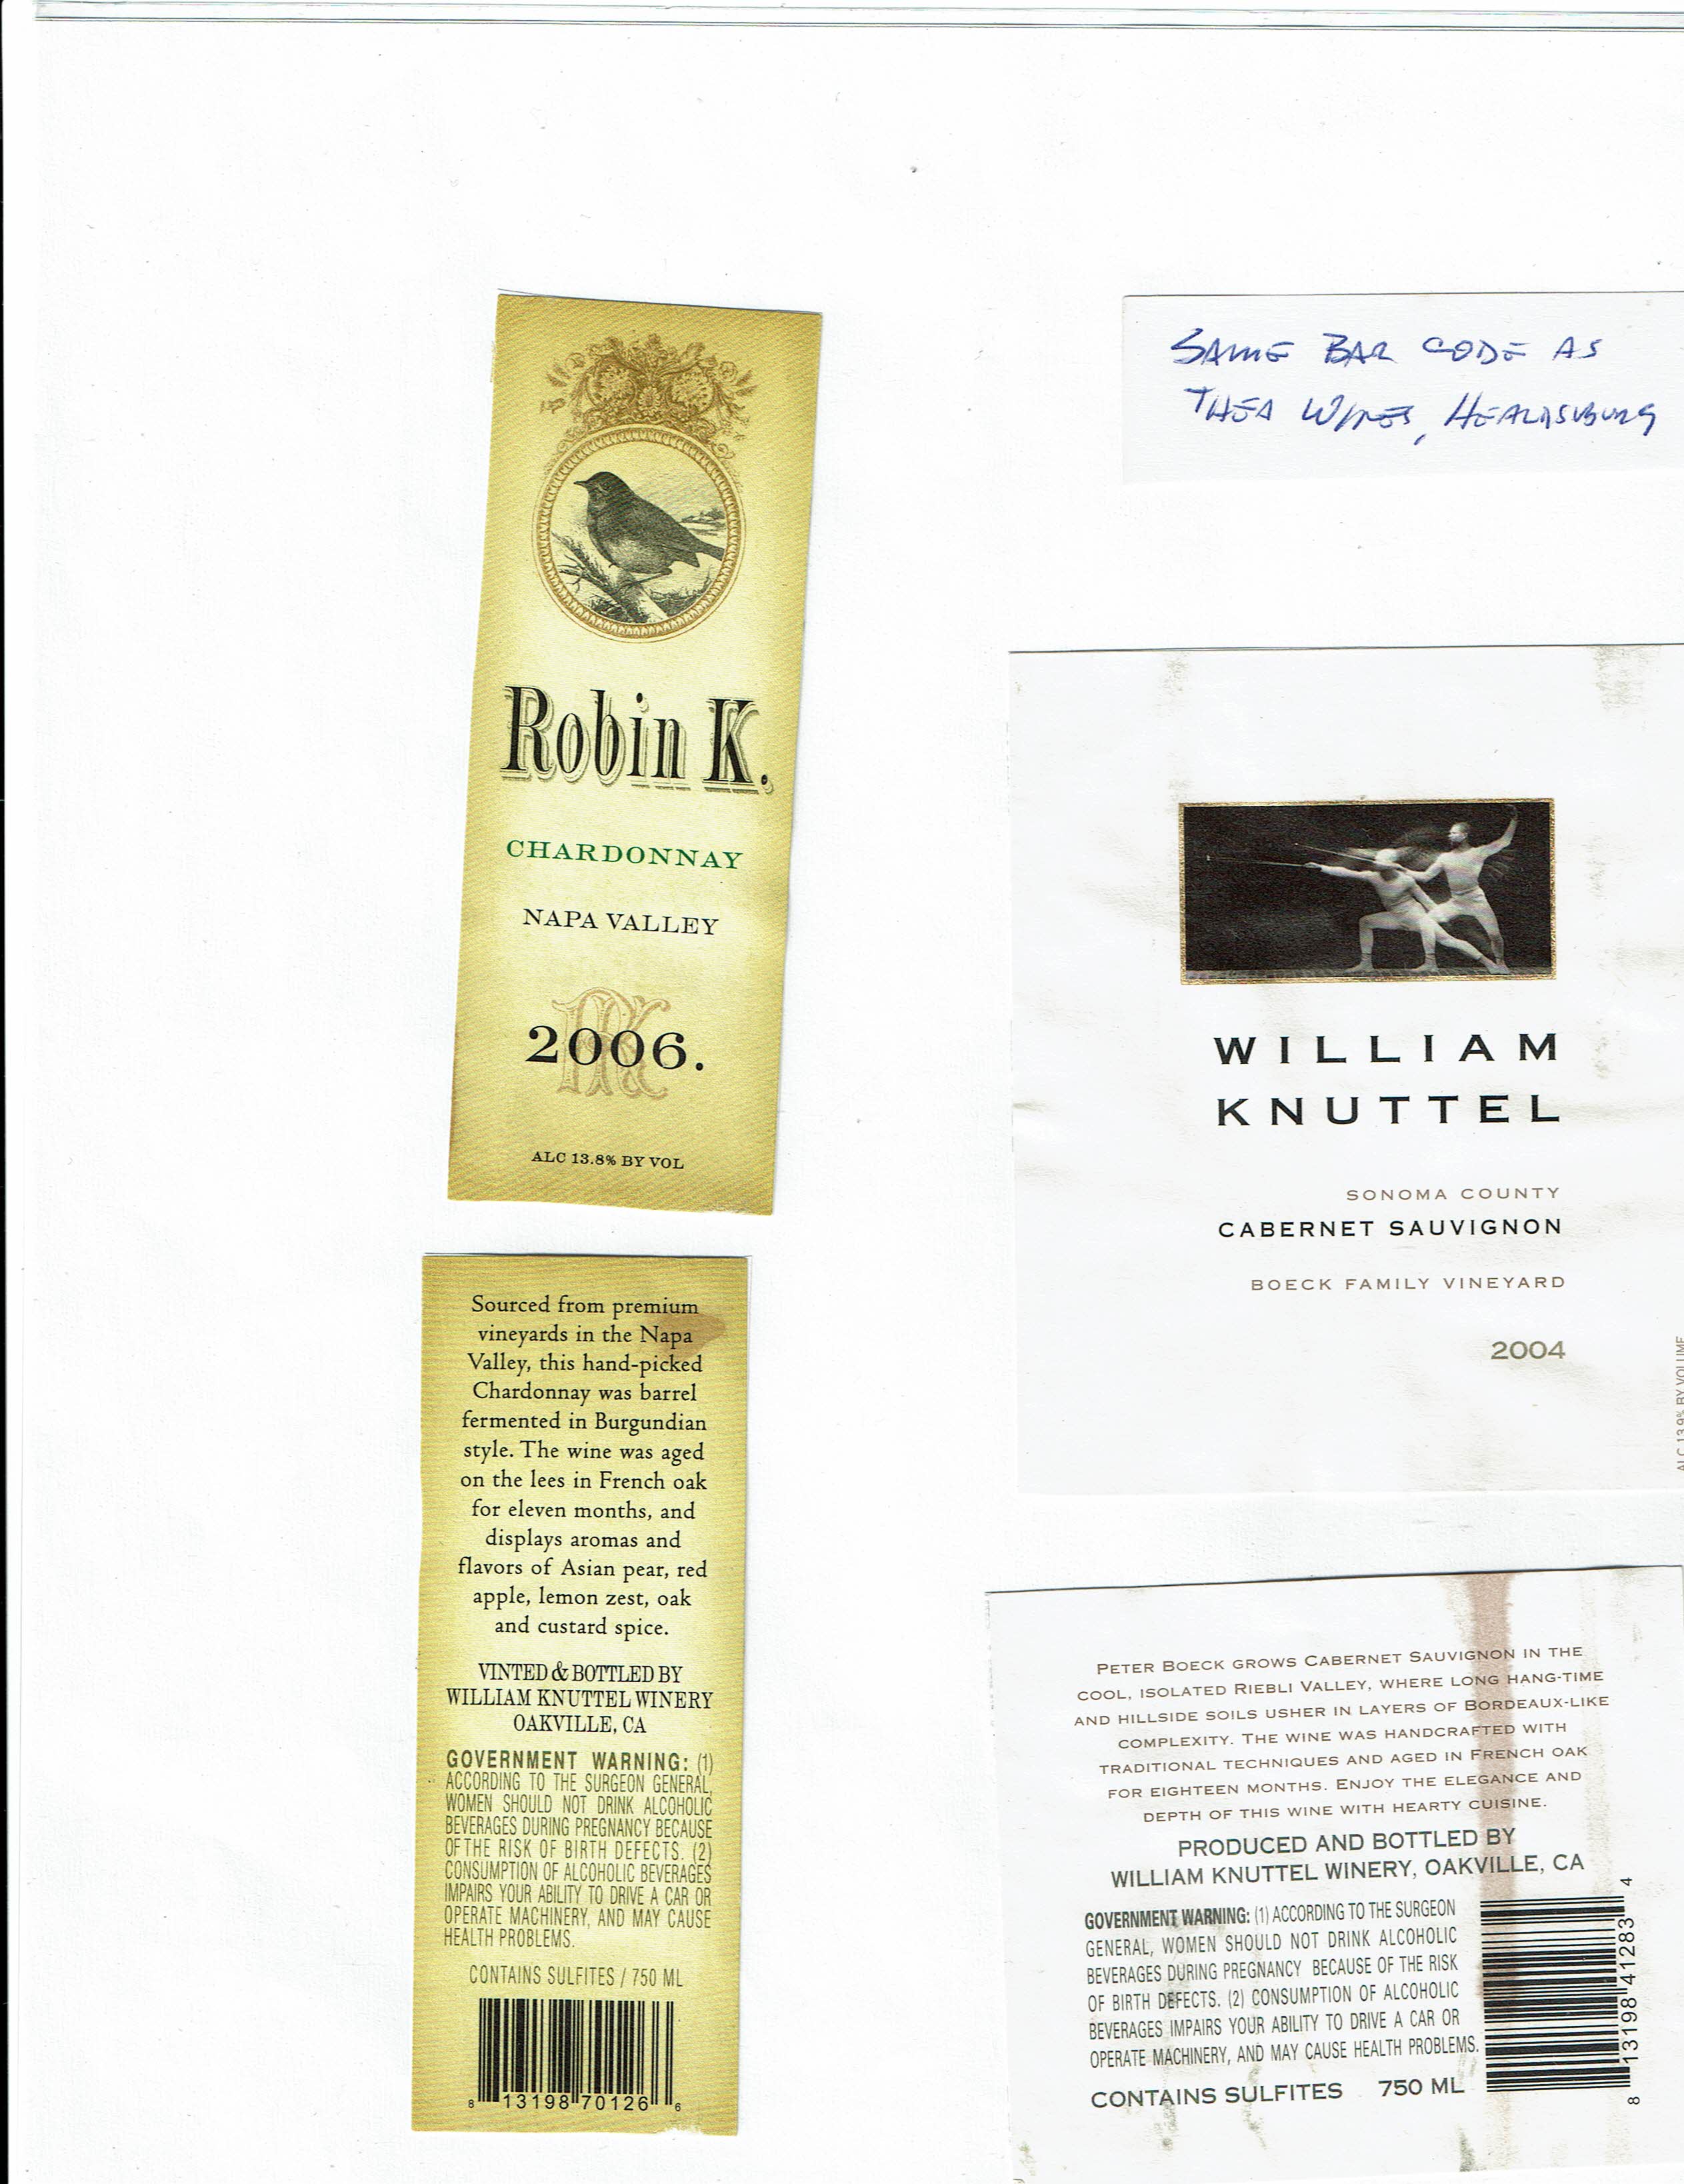 Robin K.
CHARDONNAY
NAPA VALLEY
2006.
ALC 13.8% BY VOL
Sourced from premium
vineyards in the Napa
Valley, this hand-picked
Chardonnay was barrel
fermented in Burgundian
style. The wine was aged
on the lees in French oak
for eleven months, and
displays aromas and
flavors of Asian pear, red
apple, lemon zest, oak
and custard spice.
VINTED & BOTTLED BY
WILLIAM KNUTTEL WINERY
OAKVILLE, CA
GOVERNMENT WARNING: (1)
ACCORDING TO THE SURGEON GENERAL,
WOMEN SHOULD NOT DRINK ALCOHOLIC
BEVERAGES DURING PREGNANCY BECAUSE
OF THE RISK OF BIRTH DEFECTS. (2)
CONSUMPTION OF ALCOHOLIC BEVERAGES
IMPAIRS YOUR ABILITY TO DRIVE A CAR OR
OPERATE MACHINERY, AND MAY CAUSE
HEALTH PROBLEMS.
CONTAINS SULFITES / 750 ML
8 13198 70126 6
SAME BAR CODE AS
THEA WINES, HEALDSBURG
WILLIAM
KNUTTEL
SONOMA COUNTY
CABERNET SAUVIGNON
BOECK FAMILY VINEYARD
2004
ALC 13.9% BY VOLUME
PETER BOECK GROWS CABERNET SAUVIGNON IN THE
COOL, ISOLATED RIEBLI VALLEY, WHERE LONG HANG-TIME
AND HILLSIDE SOILS USHER IN LAYERS OF BORDEAUX-LIKE
COMPLEXITY. THE WINE WAS HANDCRAFTED WITH
TRADITIONAL TECHNIQUES AND AGED IN FRENCH OAK
FOR EIGHTEEN MONTHS. ENJOY THE ELEGANCE AND
DEPTH OF THIS WINE WITH HEARTY CUISINE.
PRODUCED AND BOTTLED BY
WILLIAM KNUTTEL WINERY, OAKVILLE, CA
GOVERNMENT WARNING: (1) ACCORDING TO THE SURGEON
GENERAL, WOMEN SHOULD NOT DRINK ALCOHOLIC
BEVERAGES DURING PREGNANCY BECAUSE OF THE RISK
OF BIRTH DEFECTS. (2) CONSUMPTION OF ALCOHOLIC
BEVERAGES IMPAIRS YOUR ABILITY TO DRIVE A CAR OR
OPERATE MACHINERY, AND MAY CAUSE HEALTH PROBLEMS.
CONTAINS SULFITES 750 ML
8 13198 41283 4